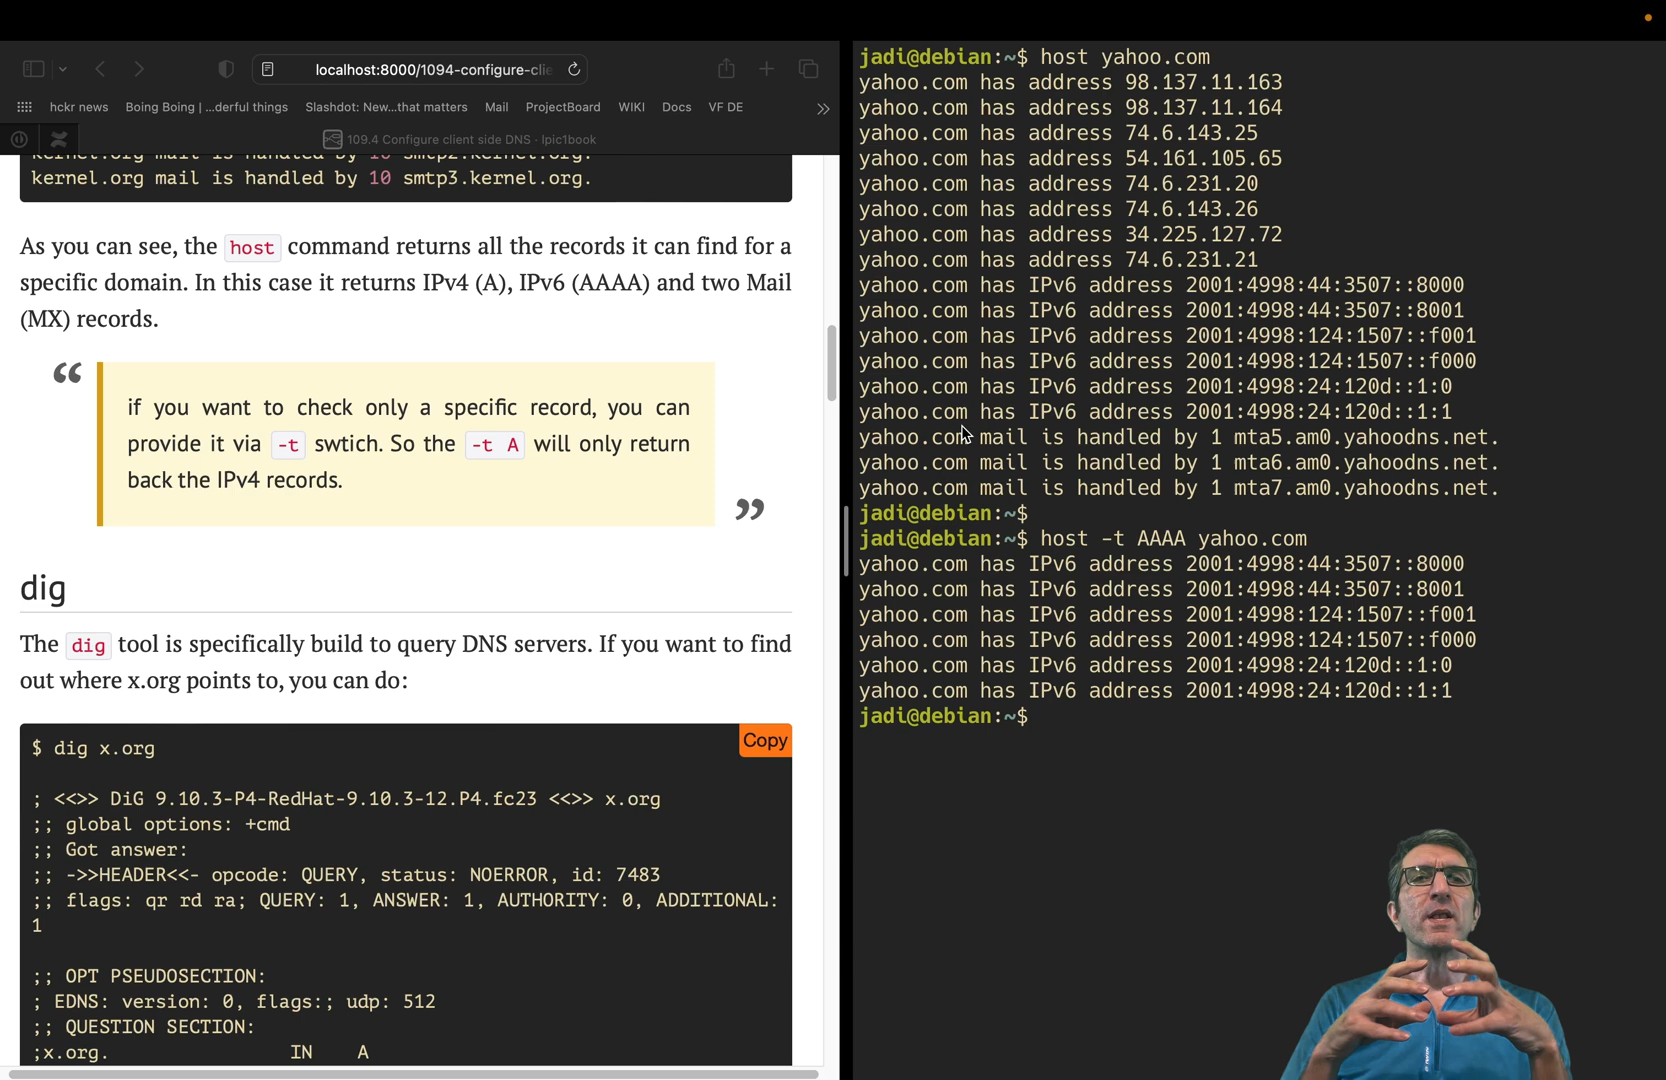 localhost:8000/1094-configure-clie
hckr news
Boing Boing | ...derful things
Slashdot: New...that matters
Mail
ProjectBoard
WIKI
Docs
VF DE
109.4 Configure client side DNS · lpic1book
kernel.org mail is handled by 10 smtp2.kernel.org.
kernel.org mail is handled by 10 smtp3.kernel.org.
As you can see, the host command returns all the records it can find for a
specific domain. In this case it returns IPv4 (A), IPv6 (AAAA) and two Mail
(MX) records.
“
if you want to check only a specific record, you can
provide it via -t swtich. So the -t A will only return
back the IPv4 records.
”
dig
The dig tool is specifically build to query DNS servers. If you want to find
out where x.org points to, you can do:
Copy
$ dig x.org
; <<>> DiG 9.10.3-P4-RedHat-9.10.3-12.P4.fc23 <<>> x.org
;; global options: +cmd
;; Got answer:
;; ->>HEADER<<- opcode: QUERY, status: NOERROR, id: 7483
;; flags: qr rd ra; QUERY: 1, ANSWER: 1, AUTHORITY: 0, ADDITIONAL:
1
;; OPT PSEUDOSECTION:
; EDNS: version: 0, flags:; udp: 512
;; QUESTION SECTION:
;x.org. IN A
jadi@debian:~$ host yahoo.com
yahoo.com has address 98.137.11.163
yahoo.com has address 98.137.11.164
yahoo.com has address 74.6.143.25
yahoo.com has address 54.161.105.65
yahoo.com has address 74.6.231.20
yahoo.com has address 74.6.143.26
yahoo.com has address 34.225.127.72
yahoo.com has address 74.6.231.21
yahoo.com has IPv6 address 2001:4998:44:3507::8000
yahoo.com has IPv6 address 2001:4998:44:3507::8001
yahoo.com has IPv6 address 2001:4998:124:1507::f001
yahoo.com has IPv6 address 2001:4998:124:1507::f000
yahoo.com has IPv6 address 2001:4998:24:120d::1:0
yahoo.com has IPv6 address 2001:4998:24:120d::1:1
yahoo.com mail is handled by 1 mta5.am0.yahoodns.net.
yahoo.com mail is handled by 1 mta6.am0.yahoodns.net.
yahoo.com mail is handled by 1 mta7.am0.yahoodns.net.
jadi@debian:~$
jadi@debian:~$ host -t AAAA yahoo.com
yahoo.com has IPv6 address 2001:4998:44:3507::8000
yahoo.com has IPv6 address 2001:4998:44:3507::8001
yahoo.com has IPv6 address 2001:4998:124:1507::f001
yahoo.com has IPv6 address 2001:4998:124:1507::f000
yahoo.com has IPv6 address 2001:4998:24:120d::1:0
yahoo.com has IPv6 address 2001:4998:24:120d::1:1
jadi@debian:~$